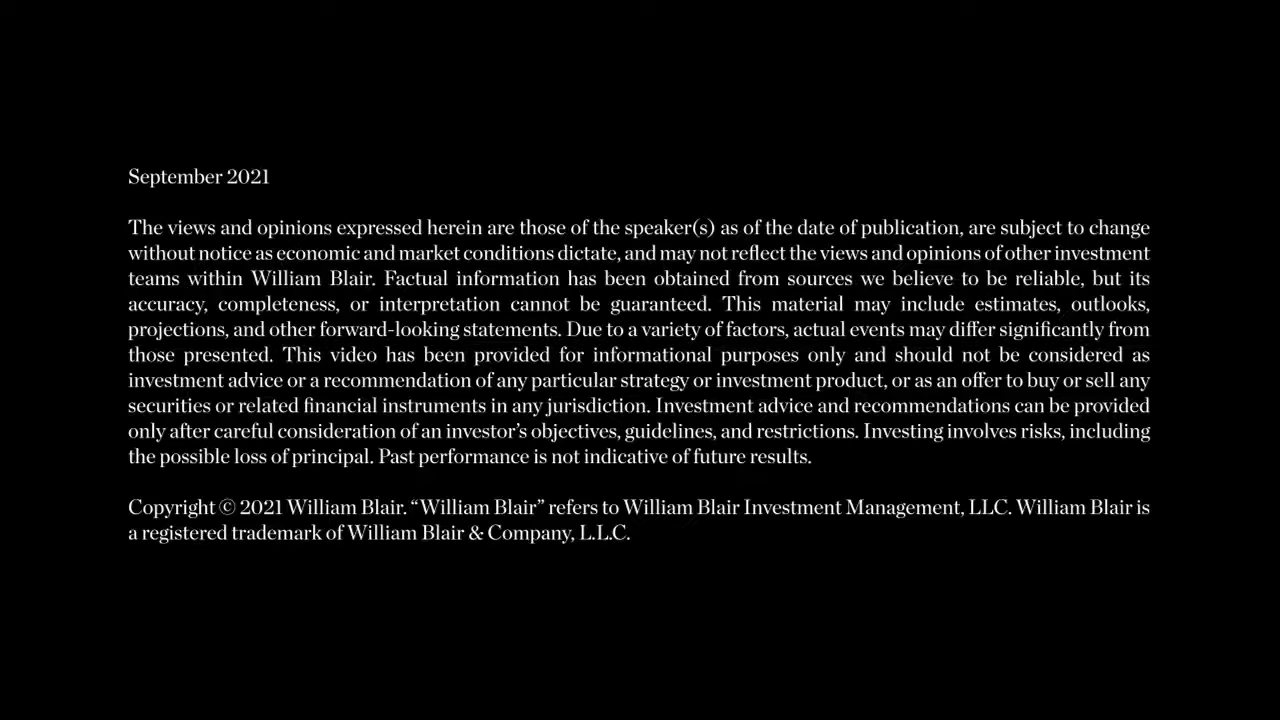 September 2021
The views and opinions expressed herein are those of the speaker(s) as of the date of publication, are subject to change
without notice as economic and market conditions dictate, and may not reflect the views and opinions of other investment
teams within William Blair. Factual information has been obtained from sources we believe to be reliable, but its
accuracy, completeness, or interpretation cannot be guaranteed. This material may include estimates, outlooks,
projections, and other forward-looking statements. Due to a variety of factors, actual events may differ significantly from
those presented. This video has been provided for informational purposes only and should not be considered as
investment advice or a recommendation of any particular strategy or investment product, or as an offer to buy or sell any
securities or related financial instruments in any jurisdiction. Investment advice and recommendations can be provided
only after careful consideration of an investor’s objectives, guidelines, and restrictions. Investing involves risks, including
the possible loss of principal. Past performance is not indicative of future results.
Copyright © 2021 William Blair. “William Blair” refers to William Blair Investment Management, LLC. William Blair is
a registered trademark of William Blair & Company, L.L.C.